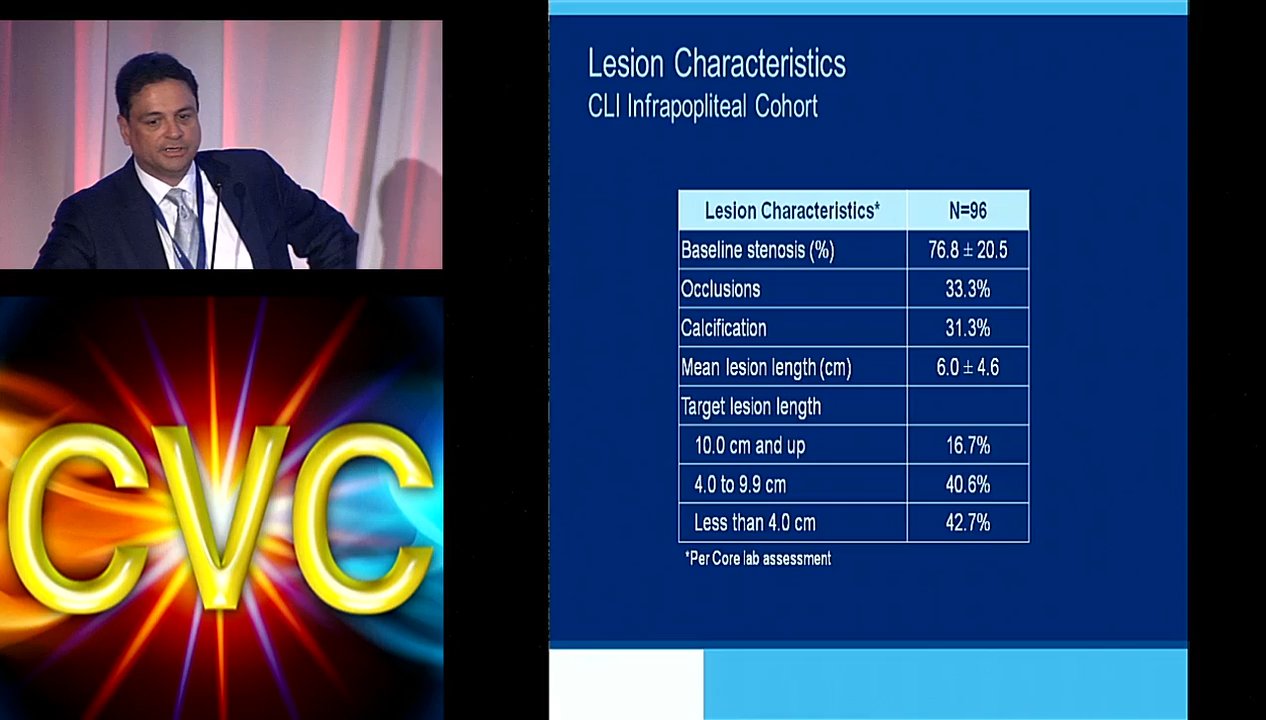 CVC
Lesion Characteristics
CLI Infrapopliteal Cohort
Lesion Characteristics* N=96
Baseline stenosis (%) 76.8 ± 20.5
Occlusions 33.3%
Calcification 31.3%
Mean lesion length (cm) 6.0 ± 4.6
Target lesion length
10.0 cm and up 16.7%
4.0 to 9.9 cm 40.6%
Less than 4.0 cm 42.7%
*Per Core lab assessment